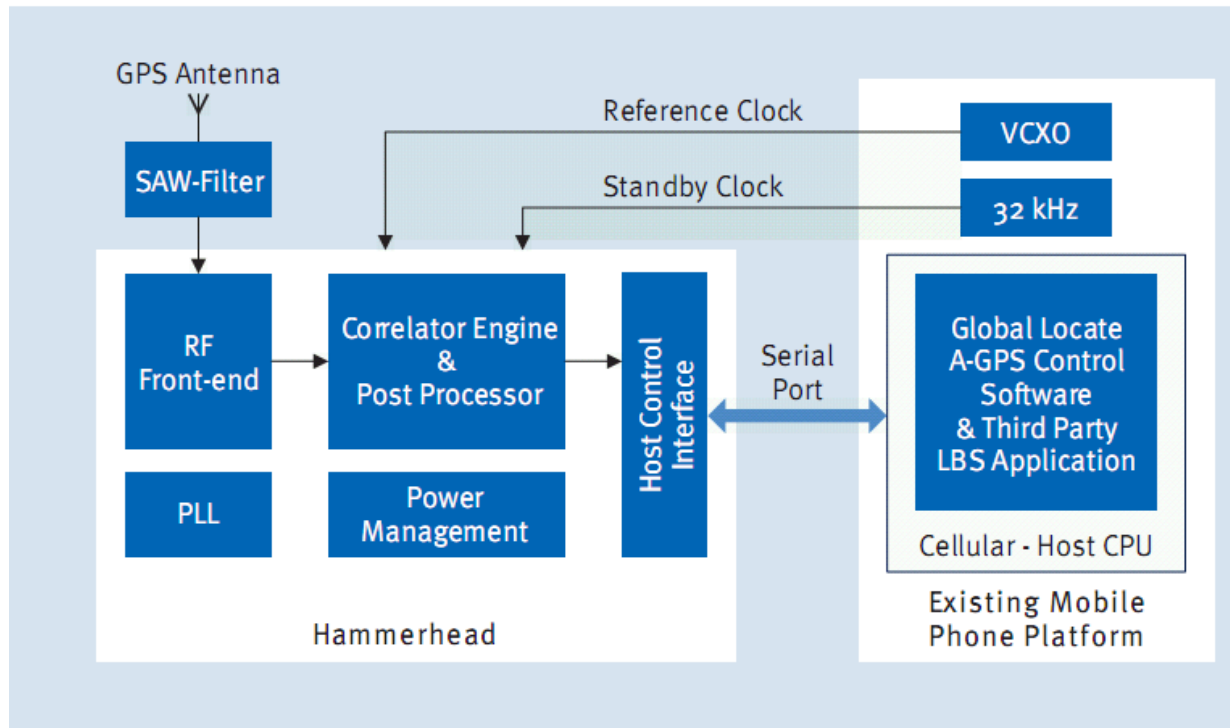 GPS Antenna
SAW-Filter
Reference Clock
VCXO
Standby Clock
32 kHz
RF
Front-end
Correlator Engine
&
Post Processor
Host Control
Interface
PLL
Power
Management
Hammerhead
Serial
Port
Global Locate
A-GPS Control
Software
& Third Party
LBS Application
Cellular - Host CPU
Existing Mobile
Phone Platform